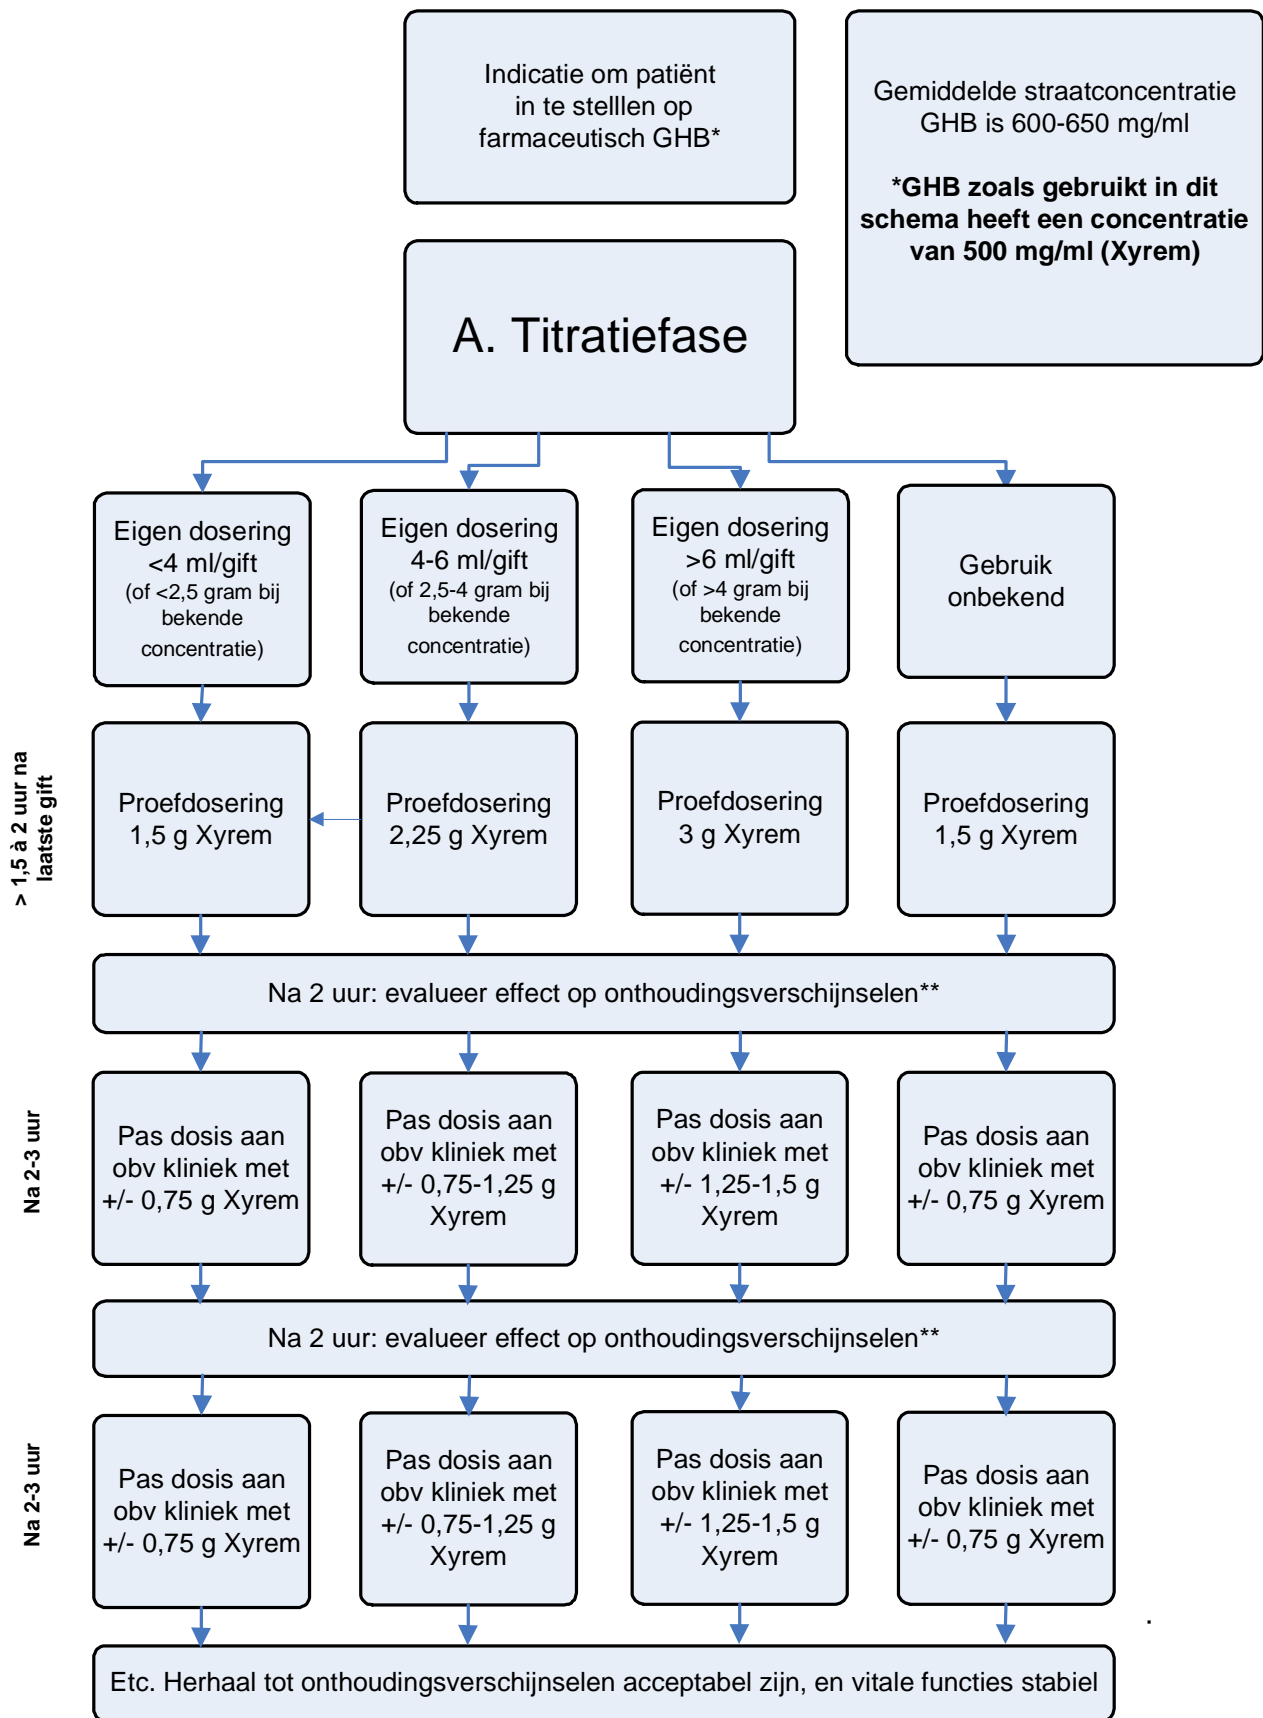 Indicatie om patiënt
in te stelllen op
farmaceutisch GHB*
Gemiddelde straatconcentratie
GHB is 600-650 mg/ml
*GHB zoals gebruikt in dit
schema heeft een concentratie
van 500 mg/ml (Xyrem)
A. Titratiefase
Eigen dosering
<4 ml/gift
(of <2,5 gram bij
bekende
concentratie)
Eigen dosering
4-6 ml/gift
(of 2,5-4 gram bij
bekende
concentratie)
Eigen dosering
>6 ml/gift
(of >4 gram bij
bekende
concentratie)
Gebruik
onbekend
> 1,5 à 2 uur na
laatste gift
Proefdosering
1,5 g Xyrem
Proefdosering
2,25 g Xyrem
Proefdosering
3 g Xyrem
Proefdosering
1,5 g Xyrem
Na 2 uur: evalueer effect op onthoudingsverschijnselen**
Na 2-3 uur
Pas dosis aan
obv kliniek met
+/- 0,75 g Xyrem
Pas dosis aan
obv kliniek met
+/- 0,75-1,25 g
Xyrem
Pas dosis aan
obv kliniek met
+/- 1,25-1,5 g
Xyrem
Pas dosis aan
obv kliniek met
+/- 0,75 g Xyrem
Na 2 uur: evalueer effect op onthoudingsverschijnselen**
Na 2-3 uur
Pas dosis aan
obv kliniek met
+/- 0,75 g Xyrem
Pas dosis aan
obv kliniek met
+/- 0,75-1,25 g
Xyrem
Pas dosis aan
obv kliniek met
+/- 1,25-1,5 g
Xyrem
Pas dosis aan
obv kliniek met
+/- 0,75 g Xyrem
.
Etc. Herhaal tot onthoudingsverschijnselen acceptabel zijn, en vitale functies stabiel